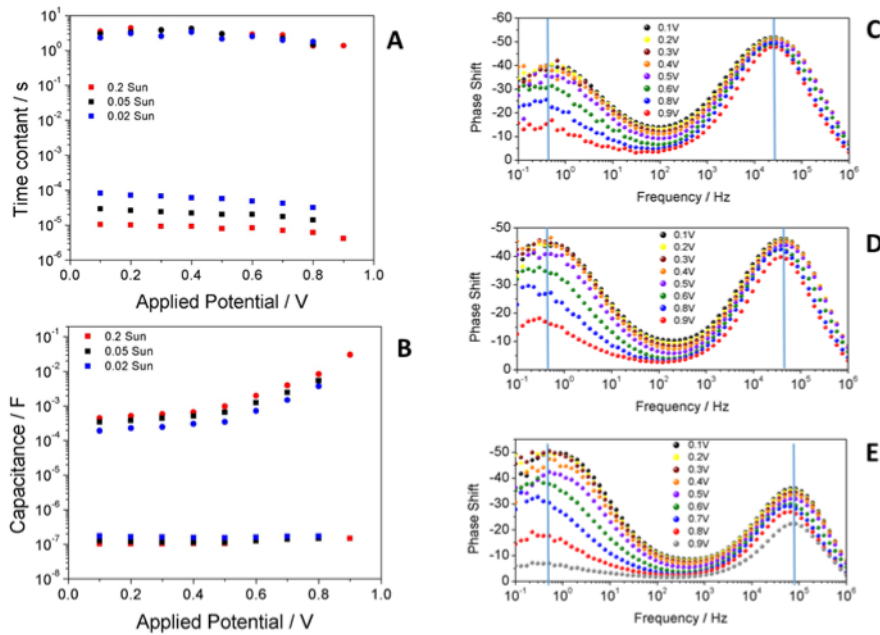 A
Time contant / s
10¹
10⁰
10⁻¹
10⁻²
10⁻³
10⁻⁴
10⁻⁵
10⁻⁶
0.2 Sun
0.05 Sun
0.02 Sun
0.0 0.2 0.4 0.6 0.8 1.0
Applied Potential / V
B
Capacitance / F
10⁻¹
10⁻²
10⁻³
10⁻⁴
10⁻⁵
10⁻⁶
10⁻⁷
10⁻⁸
0.2 Sun
0.05 Sun
0.02 Sun
0.0 0.2 0.4 0.6 0.8 1.0
Applied Potential / V
C
Phase Shift
-50
-40
-30
-20
-10
0
0.1V
0.2V
0.3V
0.4V
0.5V
0.6V
0.8V
0.9V
10⁻¹ 10⁰ 10¹ 10² 10³ 10⁴ 10⁵ 10⁶
Frequency / Hz
D
Phase Shift
-50
-40
-30
-20
-10
0
0.1V
0.2V
0.3V
0.4V
0.5V
0.6V
0.8V
0.9V
10⁻¹ 10⁰ 10¹ 10² 10³ 10⁴ 10⁵ 10⁶
Frequency / Hz
E
Phase Shift
-50
-40
-30
-20
-10
0
0.1V
0.2V
0.3V
0.4V
0.5V
0.6V
0.7V
0.8V
0.9V
10⁻¹ 10⁰ 10¹ 10² 10³ 10⁴ 10⁵ 10⁶
Frequency / Hz